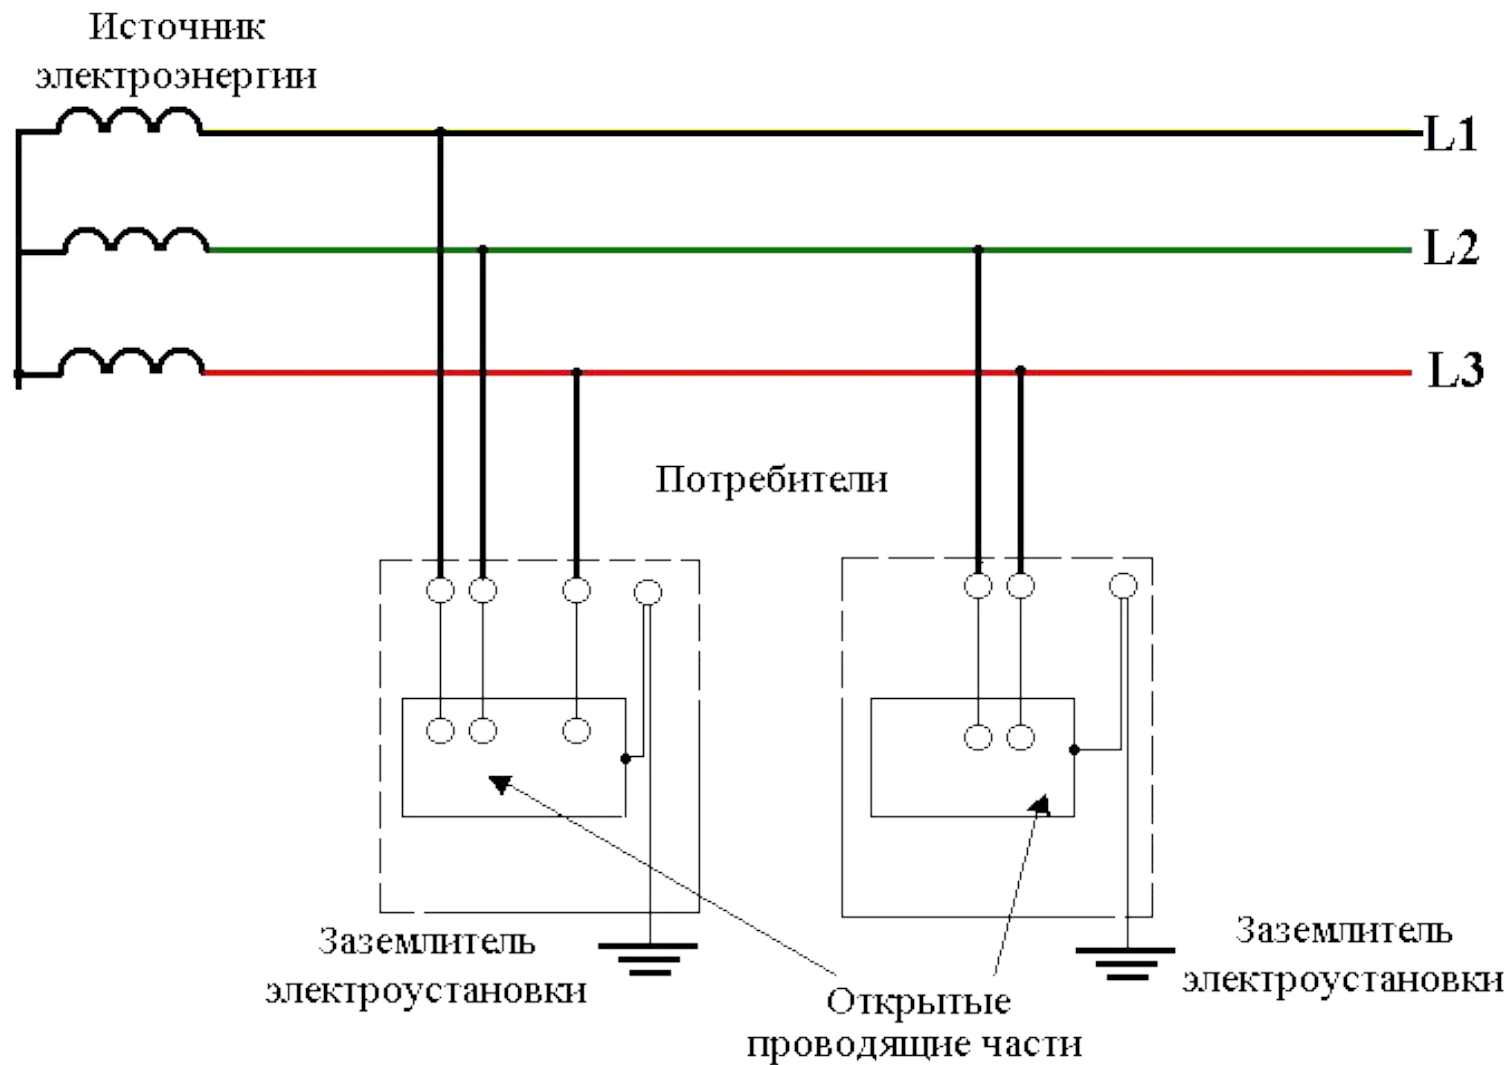 Источник
электроэнергии
L1
L2
L3
Потребители
Заземлитель
электроустановки
Заземлитель
электроустановки
Открытые
проводящие части